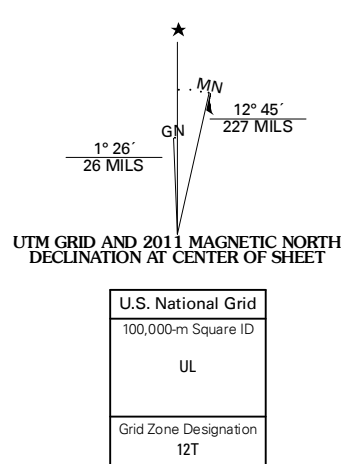 MN
GN
12° 45´
227 MILS
1° 26´
26 MILS
UTM GRID AND 2011 MAGNETIC NORTH
DECLINATION AT CENTER OF SHEET
U.S. National Grid
100,000-m Square ID
UL
Grid Zone Designation
12T